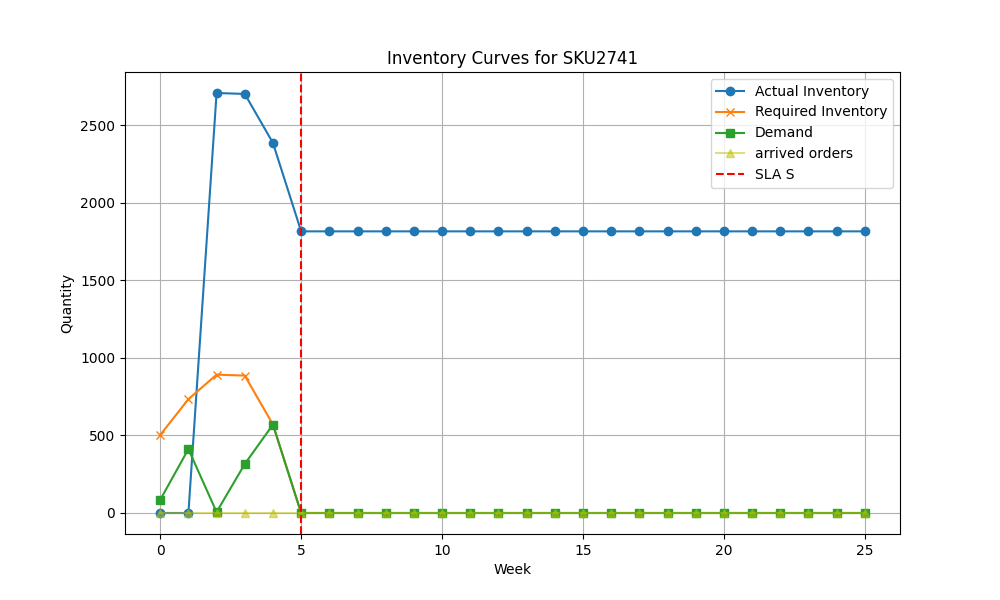 Inventory Curves for SKU2741
Actual Inventory
Required Inventory
Demand
arrived orders
SLA S
Quantity
2500
2000
1500
1000
500
0
0 5 10 15 20 25
Week